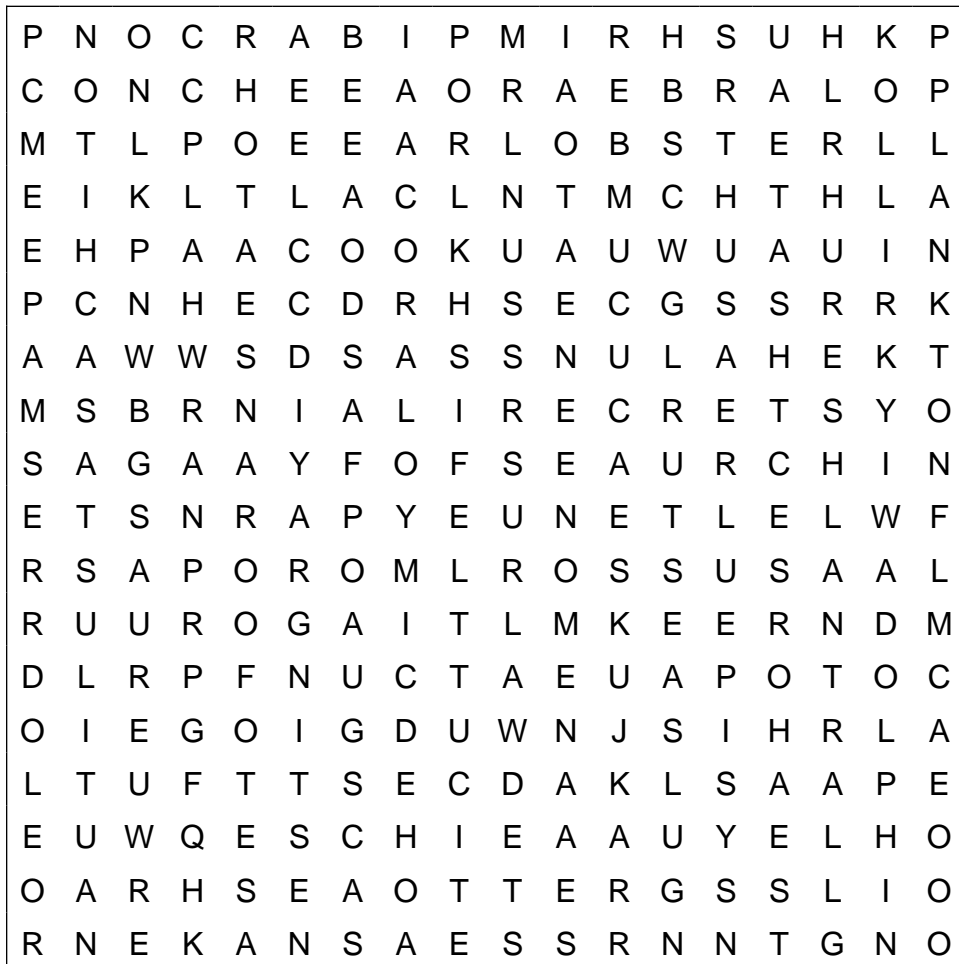 P N O C R A B I P M I R H S U H K P
C O N C H E E A O R A E B R A L O P
M T L P O E E A R L O B S T E R L L
E I K L T L A C L N T M C H T H L A
E H P A A C O O K U A U W U A U I N
P C N H E C D R H S E C G S S R R K
A A W W S D S A S S N U L A H E K T
M S B R N I A L I R E C R E T S Y O
S A G A A Y F O F S E A U R C H I N
E T S N R A P Y E U N E T L E L W F
R S A P O R O M L R O S S U S A A L
R U U R O G A I T L M K E E R N D M
D L R P F N U C T A E U A P O T O C
O I E G O I G D U W N J S I H R L A
L T U F T T S E C D A K L S A A P E
E U W Q E S C H I E A A U Y E L H O
O A R H S E A O T T E R G S S L I O
R N E K A N S A E S S R N N T G N O